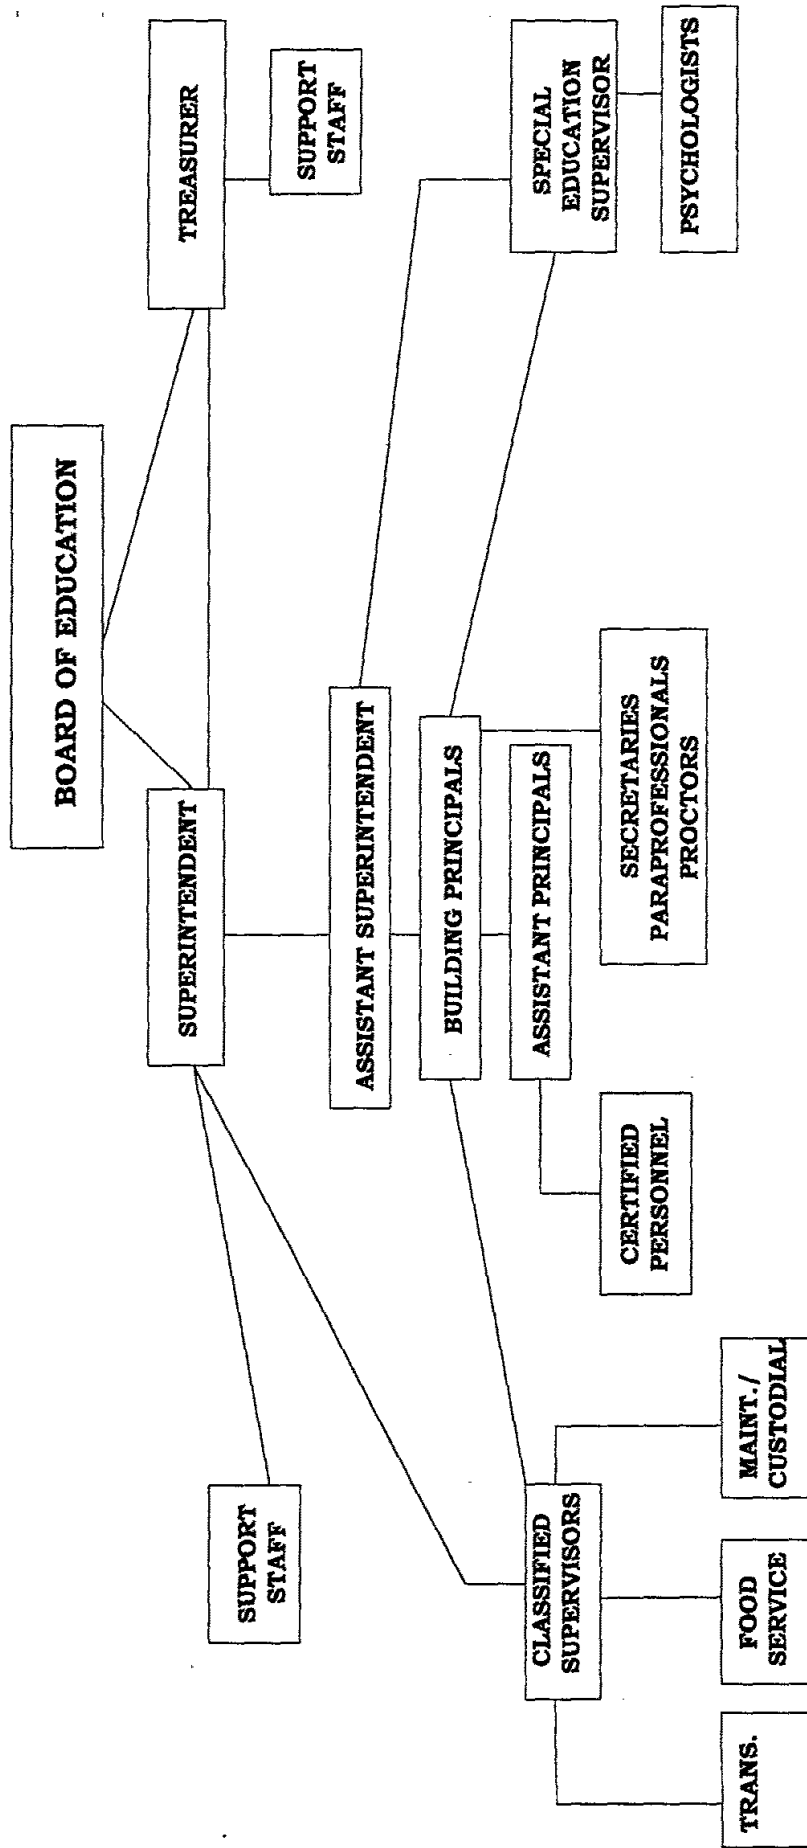 BOARD OF EDUCATION
SUPERINTENDENT
TREASURER
SUPPORT
STAFF
SUPPORT
STAFF
ASSISTANT SUPERINTENDENT
BUILDING PRINCIPALS
ASSISTANT PRINCIPALS
CLASSIFIED
SUPERVISORS
SPECIAL
EDUCATION
SUPERVISOR
CERTIFIED
PERSONNEL
SECRETARIES
PARAPROFESSIONALS
PROCTORS
PSYCHOLOGISTS
TRANS.
FOOD
SERVICE
MAINT./
CUSTODIAL